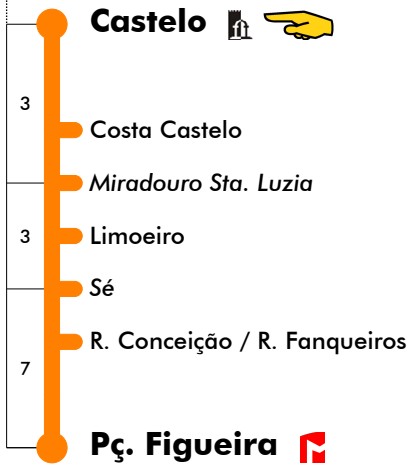 Castelo
3
Costa Castelo
Miradouro Sta. Luzia
3
Limoeiro
Sé
R. Conceição / R. Fanqueiros
7
Pç. Figueira